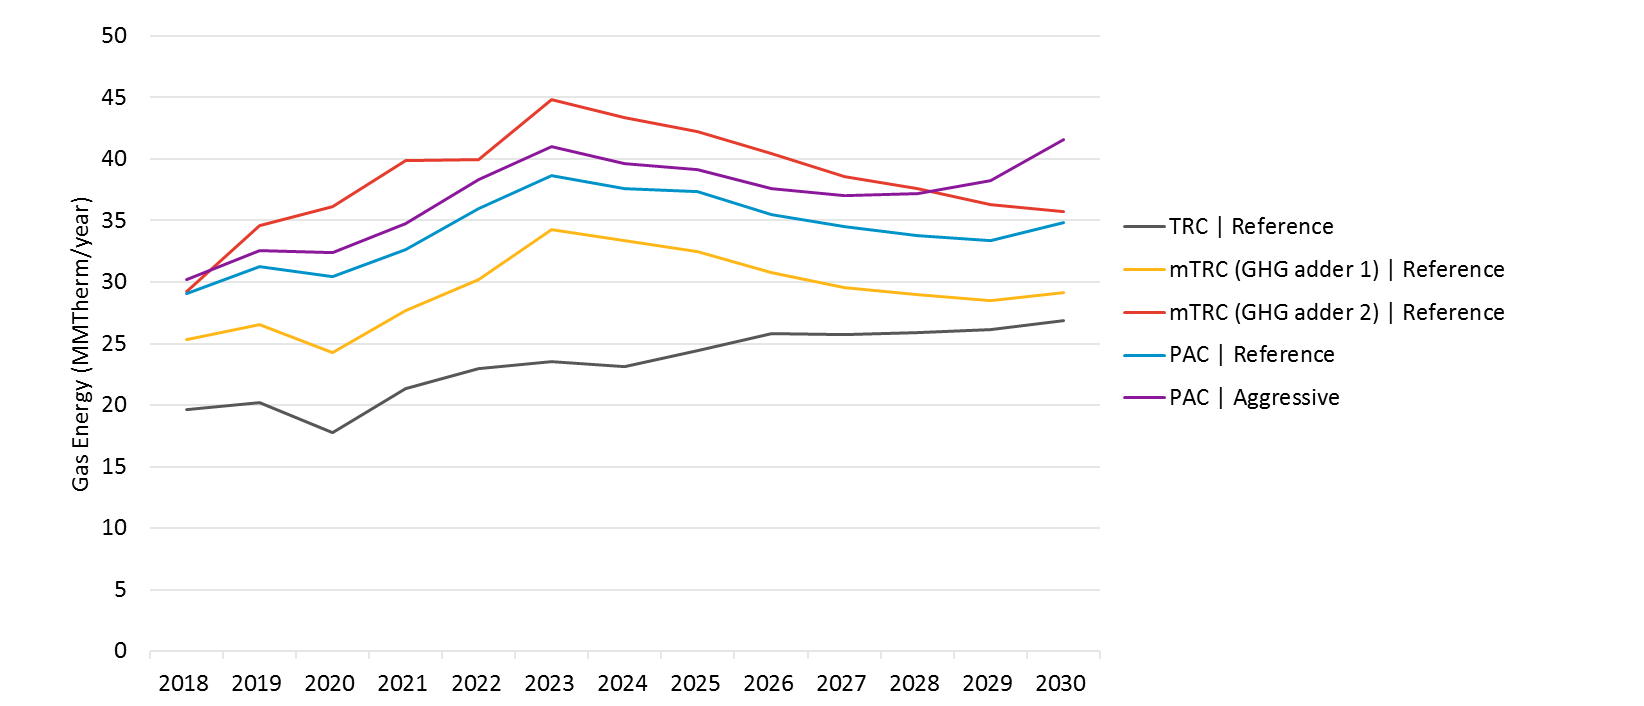 50
45
40
35
30
25
20
15
10
5
0
Gas Energy (MMTherm/year)
2018 2019 2020 2021 2022 2023 2024 2025 2026 2027 2028 2029 2030
TRC | Reference
mTRC (GHG adder 1) | Reference
mTRC (GHG adder 2) | Reference
PAC | Reference
PAC | Aggressive